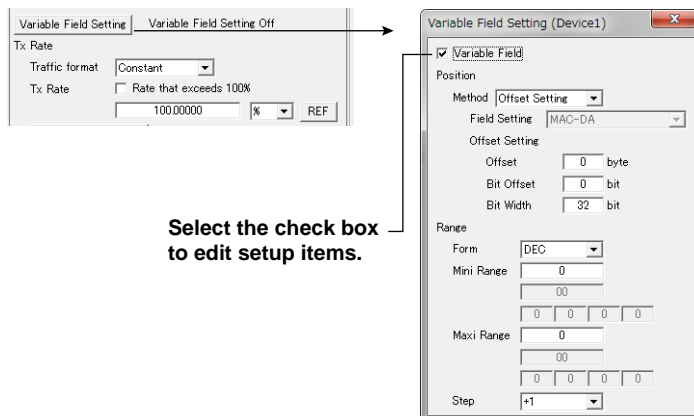 Variable Field Setting Variable Field Setting Off
Tx Rate
Traffic format Constant
Tx Rate Rate that exceeds 100%
100.00000 % REF
Select the check box
to edit setup items.
Variable Field Setting (Device1)
Variable Field
Position
Method Offset Setting
Field Setting MAC-DA
Offset Setting
Offset 0 byte
Bit Offset 0 bit
Bit Width 32 bit
Range
Form DEC
Mini Range 0
00
0 0 0 0
Maxi Range 0
00
0 0 0 0
Step +1